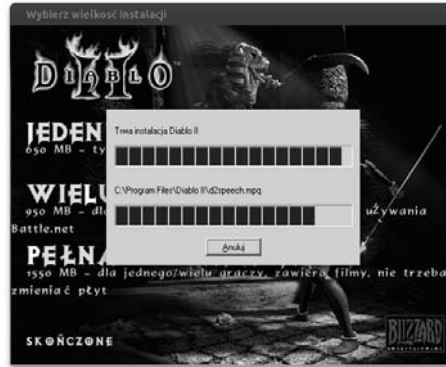 Wybierz wielkość instalacji
DIABLO
II
JEDEN
650 MB - ty
Trwa instalacja Diablo II
C:\Program Files\Diablo II\d2speech.mpq
WIELU
950 MB - dl używania
Battle.net
Anuluj
PEŁNA
1550 MB - dla jednego/wielu graczy, zawiera filmy, nie trzeba
zmieniać płyt
SKOŃCZONE
BLIZZARD
ENTERTAINMENT